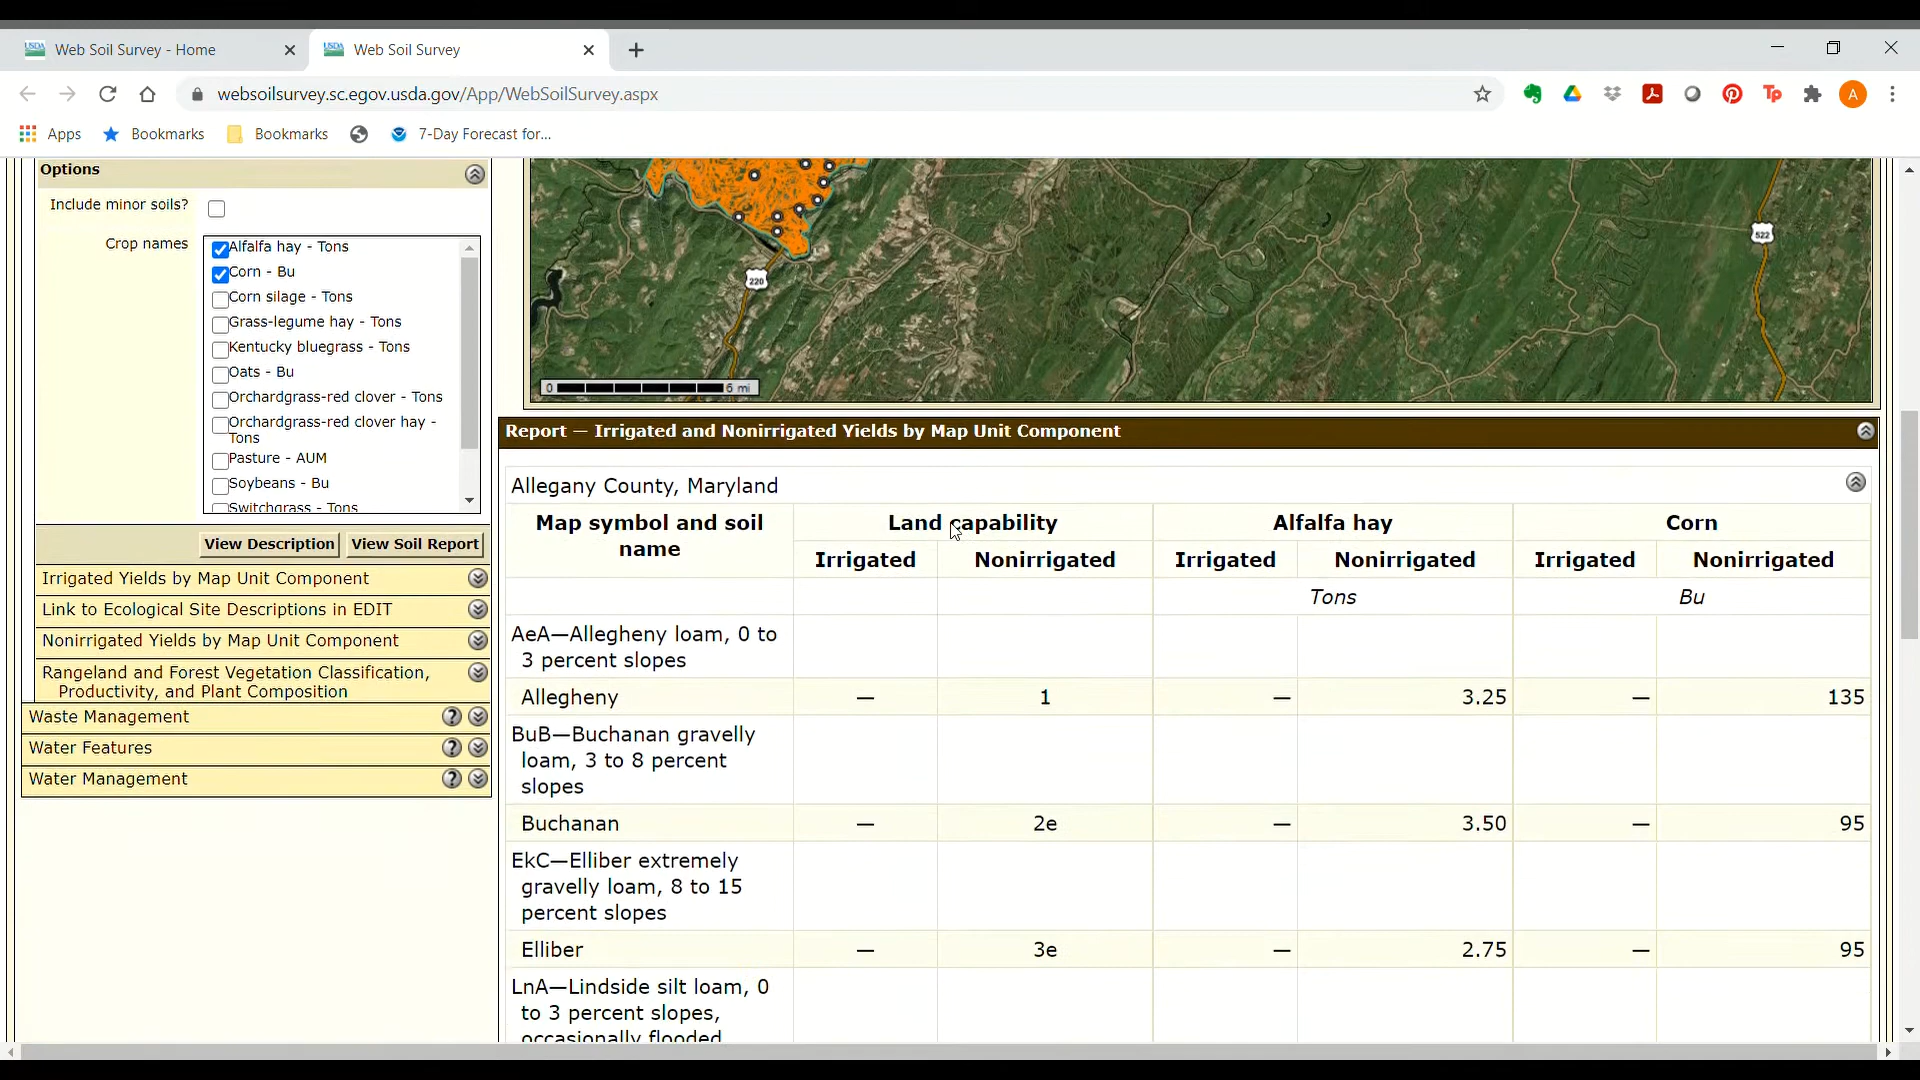 Web Soil Survey - Home
Web Soil Survey
websoilsurvey.sc.egov.usda.gov/App/WebSoilSurvey.aspx
A
Apps
Bookmarks
Bookmarks
7-Day Forecast for...
Options
Include minor soils?
Crop names
Alfalfa hay - Tons
Corn - Bu
Corn silage - Tons
Grass-legume hay - Tons
Kentucky bluegrass - Tons
Oats - Bu
Orchardgrass-red clover - Tons
Orchardgrass-red clover hay -
Tons
Pasture - AUM
Soybeans - Bu
Switchgrass - Tons
View Description
View Soil Report
Irrigated Yields by Map Unit Component
Link to Ecological Site Descriptions in EDIT
Nonirrigated Yields by Map Unit Component
Rangeland and Forest Vegetation Classification,
Productivity, and Plant Composition
Waste Management ?
Water Features ?
Water Management ?
522
220
0 6 mi
Report — Irrigated and Nonirrigated Yields by Map Unit Component
Allegany County, Maryland
Map symbol and soil
name
Land capability
Alfalfa hay
Corn
Irrigated Nonirrigated Irrigated Nonirrigated Irrigated Nonirrigated
Tons Bu
AeA—Allegheny loam, 0 to
3 percent slopes
Allegheny — 1 — 3.25 — 135
BuB—Buchanan gravelly
loam, 3 to 8 percent
slopes
Buchanan — 2e — 3.50 — 95
EkC—Elliber extremely
gravelly loam, 8 to 15
percent slopes
Elliber — 3e — 2.75 — 95
LnA—Lindside silt loam, 0
to 3 percent slopes,
occasionally flooded